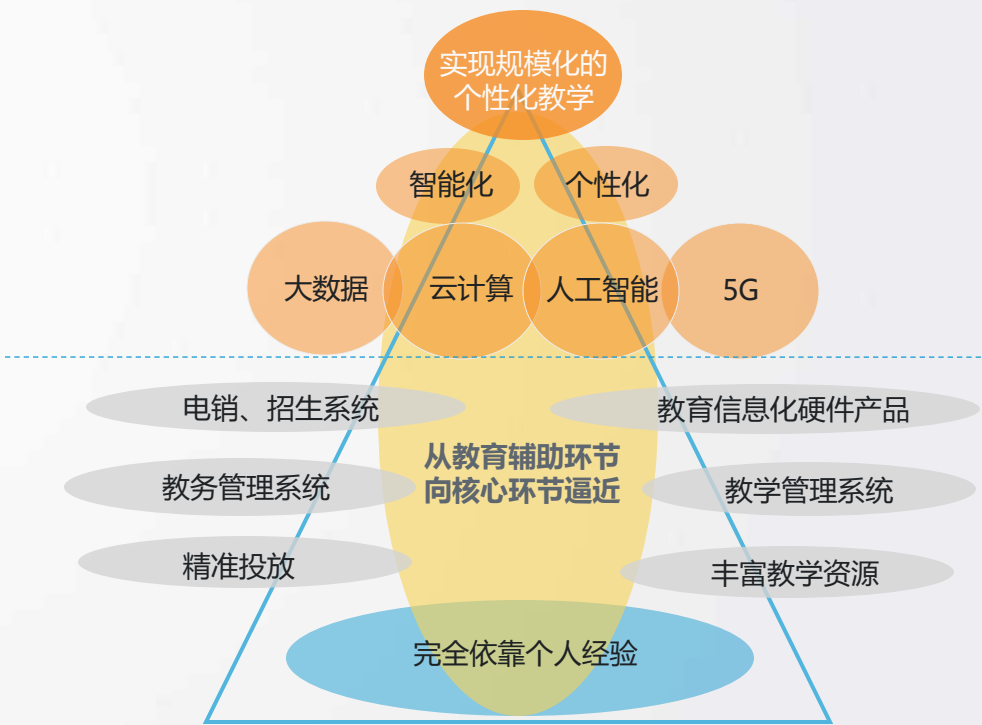 实现规模化的
个性化教学
智能化
个性化
大数据
云计算
人工智能
5G
电销、招生系统
教育信息化硬件产品
从教育辅助环节
向核心环节逼近
教务管理系统
教学管理系统
精准投放
丰富教学资源
完全依靠个人经验